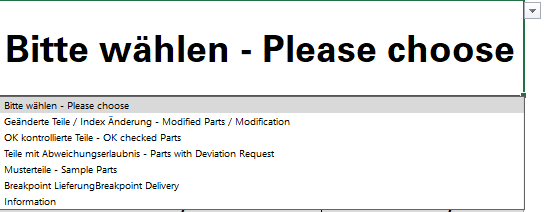 Bitte wählen - Please choose
Bitte wählen - Please choose
Geänderte Teile / Index Änderung - Modified Parts / Modification
OK kontrollierte Teile - OK checked Parts
Teile mit Abweichungserlaubnis - Parts with Deviation Request
Musterteile - Sample Parts
Breakpoint LieferungBreakpoint Delivery
Information